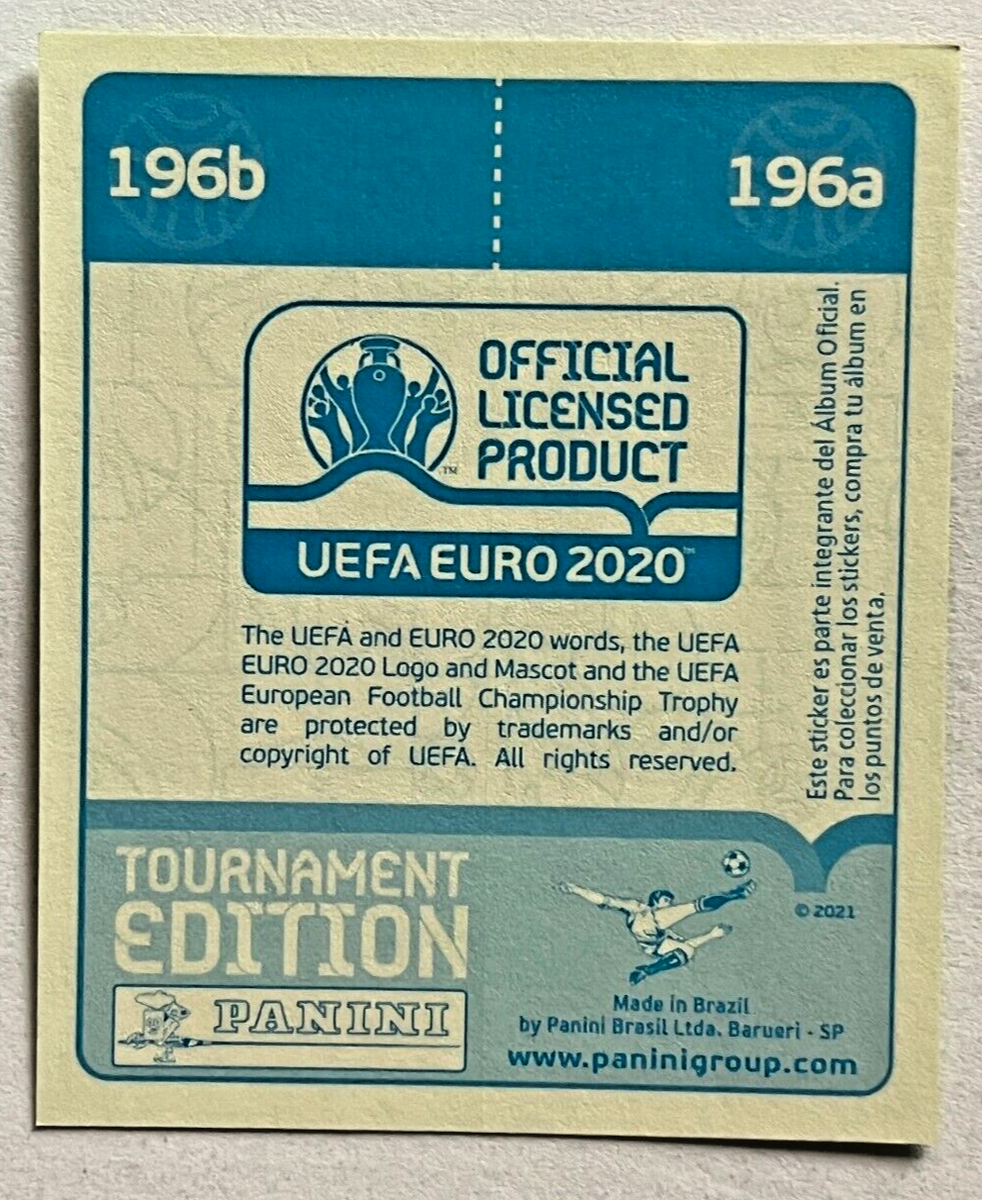 196b
196a
OFFICIAL
LICENSED
PRODUCT
TM
UEFA EURO 2020™
The UEFA and EURO 2020 words, the UEFA
EURO 2020 Logo and Mascot and the UEFA
European Football Championship Trophy
are protected by trademarks and/or
copyright of UEFA. All rights reserved.
Este sticker es parte integrante del Álbum Oficial.
Para coleccionar los stickers, compra tu álbum en
los puntos de venta.
TOURNAMENT
EDITION
PANINI
© 2021
Made in Brazil
by Panini Brasil Ltda. Barueri - SP
www.paninigroup.com